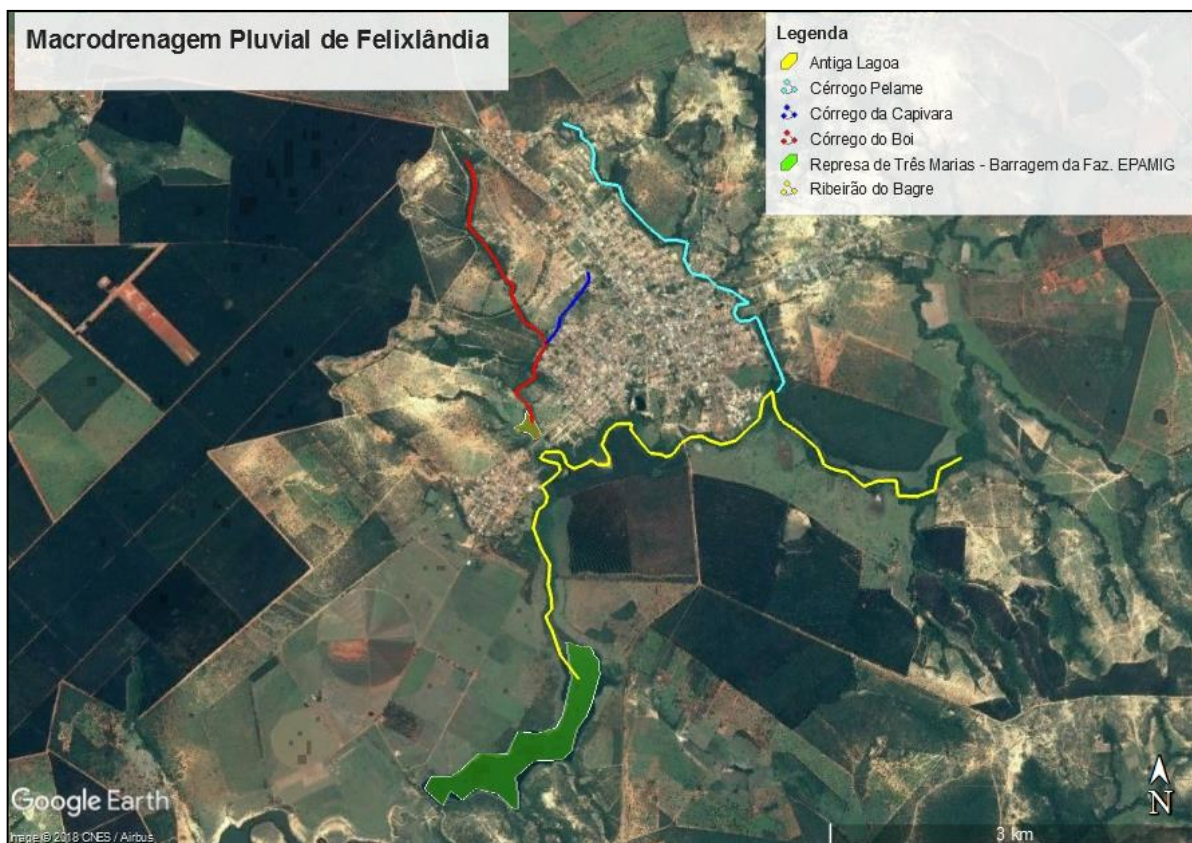 Macrodrenagem Pluvial de Felixlândia
Legenda
Antiga Lagoa
Cérrogo Pelame
Córrego da Capivara
Córrego do Boi
Represa de Três Marias - Barragem da Faz. EPAMIG
Ribeirão do Bagre
Google Earth
Image © 2018 CNES / Airbus
N
3 km